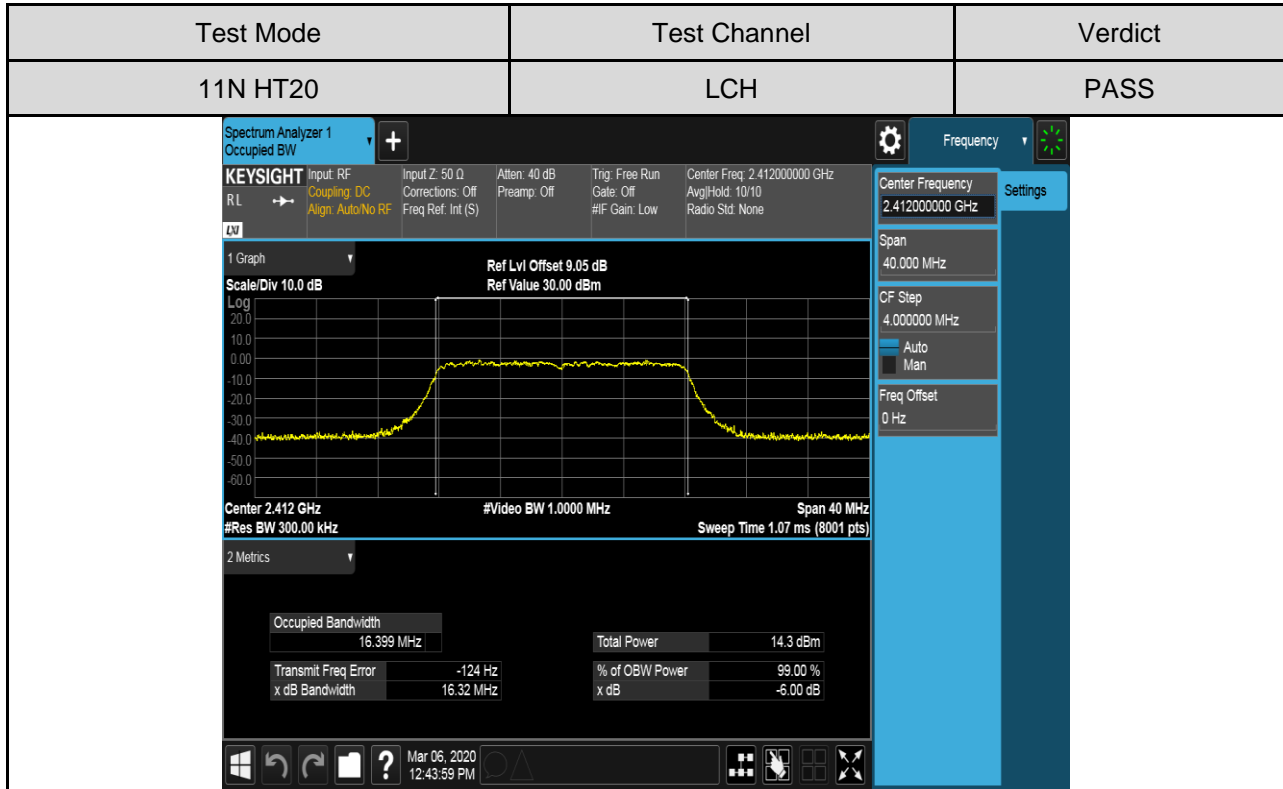 Test Mode Test Channel Verdict
11N HT20 LCH PASS
Spectrum Analyzer 1
Occupied BW
+
Frequency
KEYSIGHT
RL
LXI
Input: RF
Coupling: DC
Align: Auto/No RF
Input Z: 50 Ω
Corrections: Off
Freq Ref: Int (S)
Atten: 40 dB
Preamp: Off
Trig: Free Run
Gate: Off
#IF Gain: Low
Center Freq: 2.412000000 GHz
Avg|Hold: 10/10
Radio Std: None
Center Frequency
2.412000000 GHz
Settings
Span
40.000 MHz
CF Step
4.000000 MHz
Auto
Man
Freq Offset
0 Hz
1 Graph
Scale/Div 10.0 dB
Ref Lvl Offset 9.05 dB
Ref Value 30.00 dBm
Log
20.0
10.0
0.00
-10.0
-20.0
-30.0
-40.0
-50.0
-60.0
Center 2.412 GHz
#Res BW 300.00 kHz
#Video BW 1.0000 MHz
Span 40 MHz
Sweep Time 1.07 ms (8001 pts)
2 Metrics
Occupied Bandwidth
16.399 MHz
Total Power 14.3 dBm
Transmit Freq Error -124 Hz
% of OBW Power 99.00 %
x dB Bandwidth 16.32 MHz
x dB -6.00 dB
?
Mar 06, 2020
12:43:59 PM